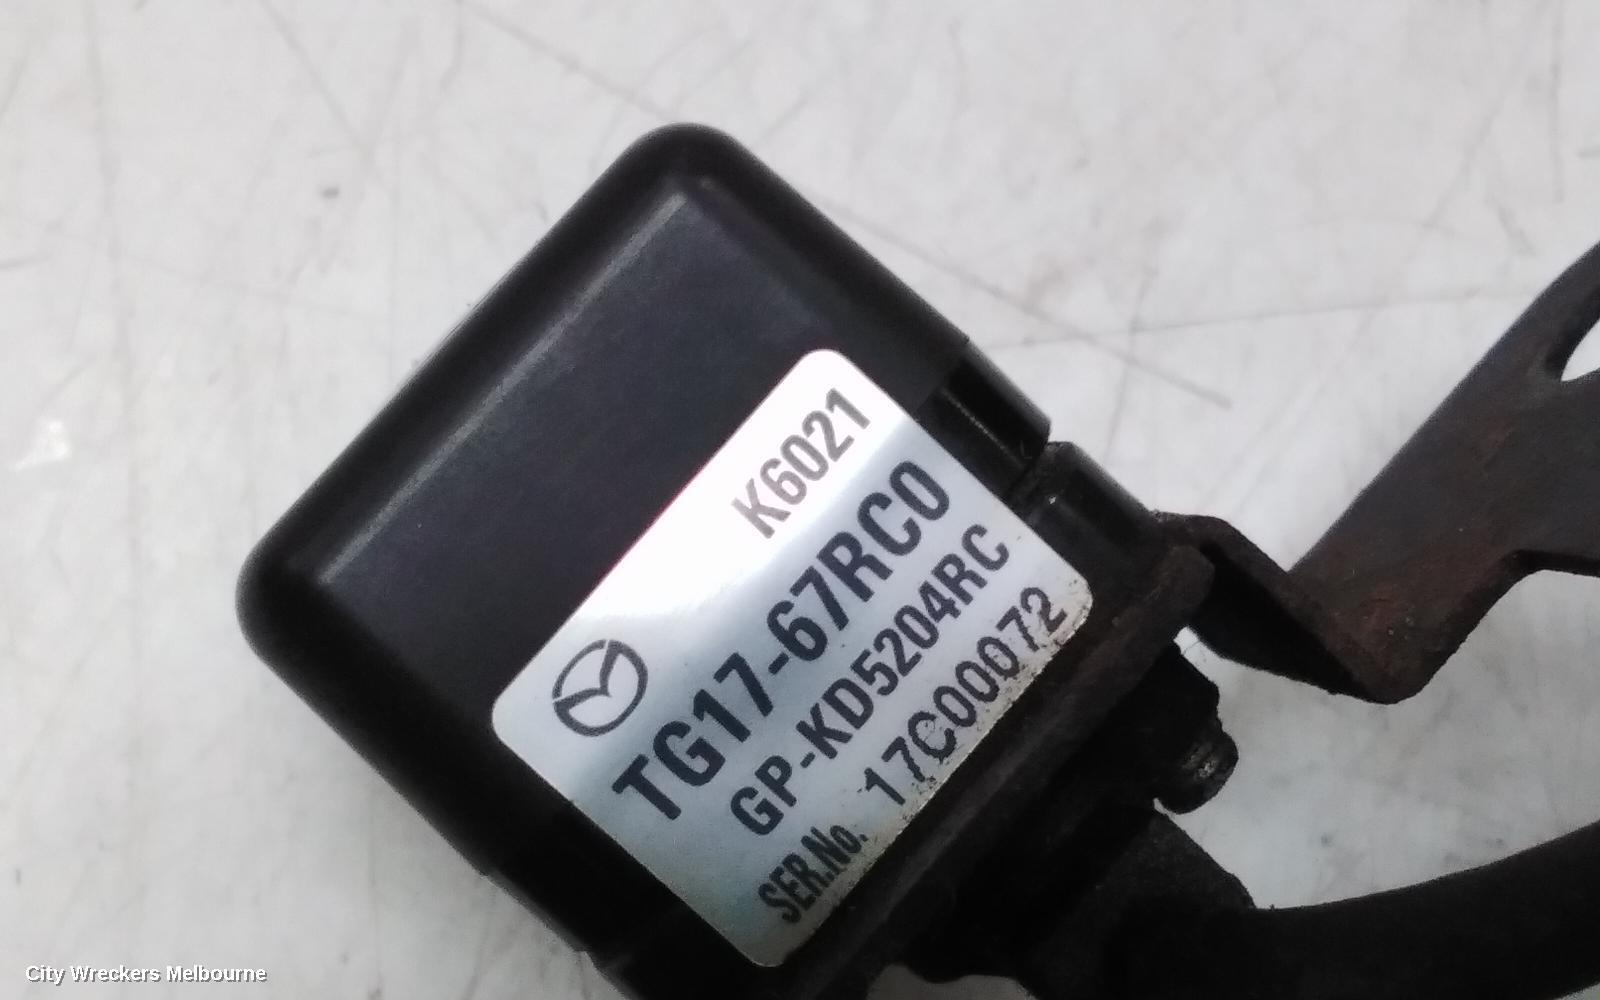 K6021
TG17-67RC0
GP-KD5204RC
SER.No. 17C00072
City Wreckers Melbourne